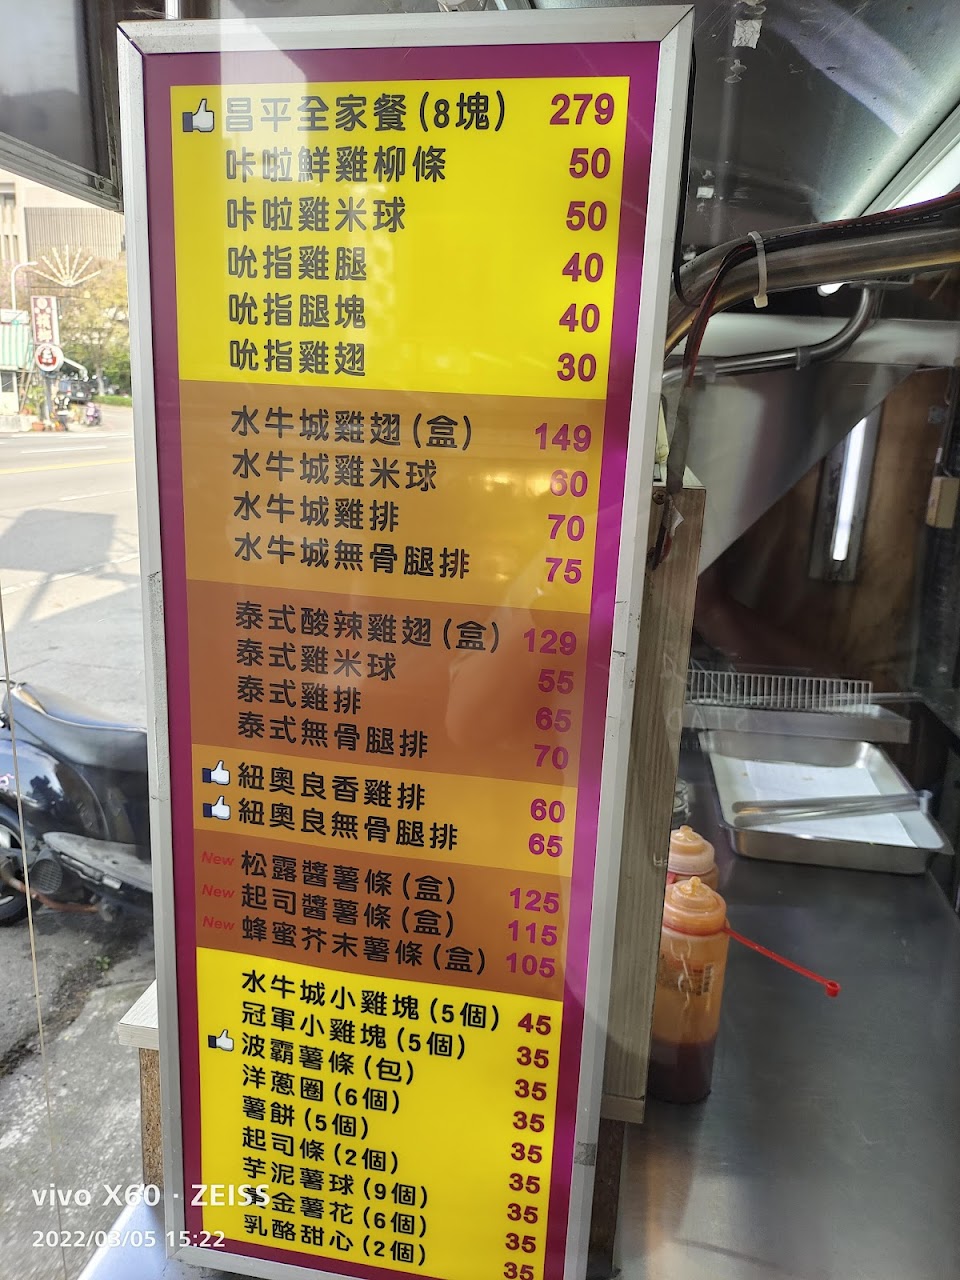 昌平全家餐(8塊) 279
咔啦鮮雞柳條 50
咔啦雞米球 50
吮指雞腿 40
吮指腿塊 40
吮指雞翅 30
水牛城雞翅(盒) 149
水牛城雞米球 60
水牛城雞排 70
水牛城無骨腿排 75
泰式酸辣雞翅(盒) 129
泰式雞米球 55
泰式雞排 65
泰式無骨腿排 70
紐奧良香雞排 60
紐奧良無骨腿排 65
New 松露醬薯條(盒) 125
New 起司醬薯條(盒) 115
New 蜂蜜芥末薯條(盒) 105
水牛城小雞塊(5個) 45
冠軍小雞塊(5個) 35
波霸薯條(包) 35
洋蔥圈(6個) 35
薯餅(5個) 35
起司條(2個) 35
芋泥薯球(9個) 35
金薯花(6個) 35
乳酪甜心(2個) 35
vivo X60 · ZEISS
2022/03/05 15:22